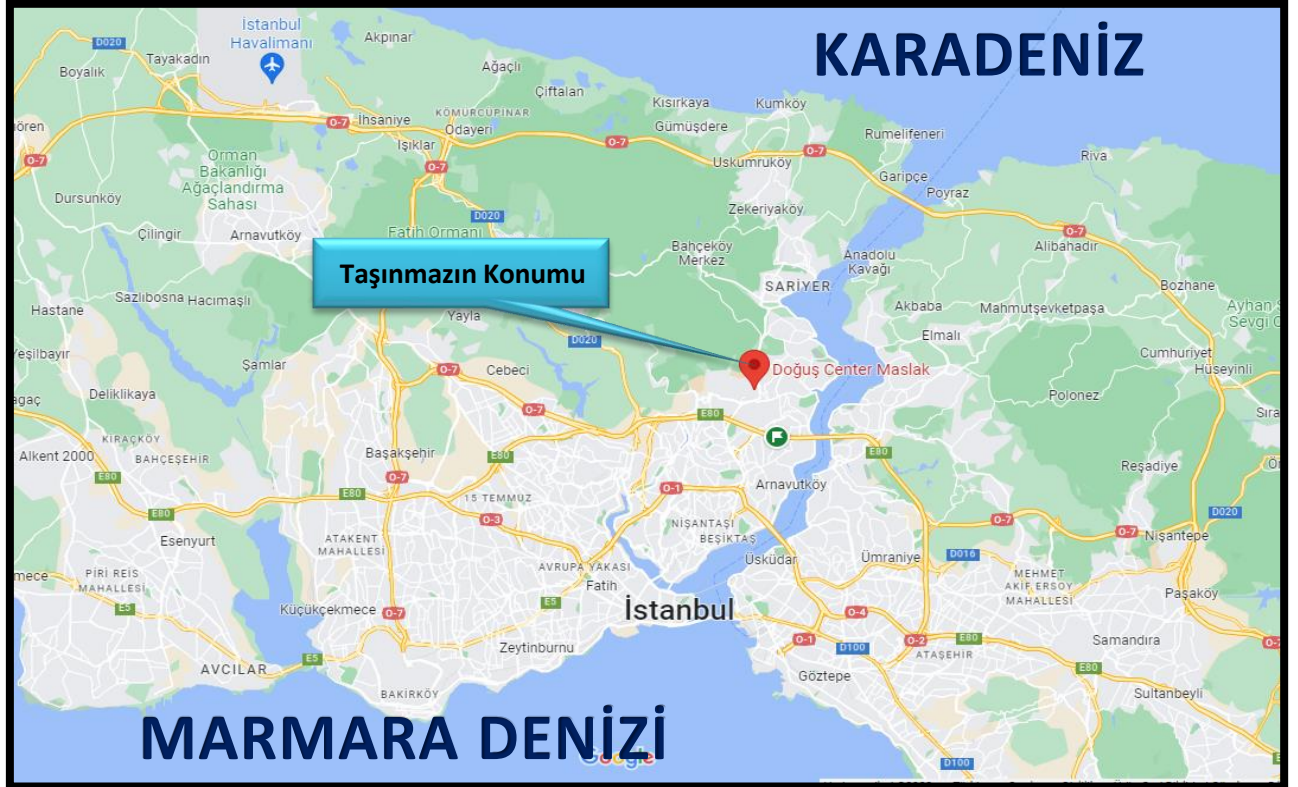 KARADENİZ
İstanbul
Havalimanı
Akpınar
D020
Tayakadın
Boyalık
Ağaçlı
Çiftalan
Kısırkaya
Kumköy
KÖMÜRCÜPINAR
Odayeri
O-7
İhsaniye
Gümüşdere
Rumelifeneri
Işıklar
O-7
O-7
O-7
Orman
Bakanlığı
Ağaçlandırma
Sahası
Uskumruköy
Riva
O-7
Garipçe
Poyraz
Dursunköy
Zekeriyaköy
D020
Çilingir
Arnavutköy
Fatih Ormanı
O-7
Alibahadır
Bahçeköy
Merkez
Anadolu
Kavağı
Taşınmazın Konumu
SARIYER
Bozhane
Sazlıbosna
Hacımaşlı
Hastane
Yayla
Akbaba
Mahmutşevketpaşa
Ayhan
Sevgi
Elmalı
D020
Yeşilbayır
Şamlar
O-7
Cebeci
Doğuş Center Maslak
Cumhuriyet
Hüseyinli
Deliklikaya
Polonez
O-7
E80
KIRAÇKÖY
Alkent 2000
BAHÇEŞEHİR
Başakşehir
E80
E80
Reşadiye
E80
O-7
E80
15 TEMMUZ
O-1
Arnavutköy
E80
O-3
NİŞANTAŞI
BEŞİKTAŞ
O-7
D020
O-7
Nişantepe
Esenyurt
ATAKENT
MAHALLESİ
AVRUPA YAKASI
Fatih
Üsküdar
Ümraniye
D016
PİRİ REİS
MAHALLESİ
MEHMET
AKİF ERSOY
MAHALLESİ
Paşaköy
E5
Küçükçekmece
O-7
E5
İstanbul
O-4
O-1
D100
O-2
E80
ATAŞEHİR
Samandıra
Zeytinburnu
AVCILAR
E5
E80
Göztepe
BAKIRKÖY
Sultanbeyli
MARMARA DENİZİ
Google
D100